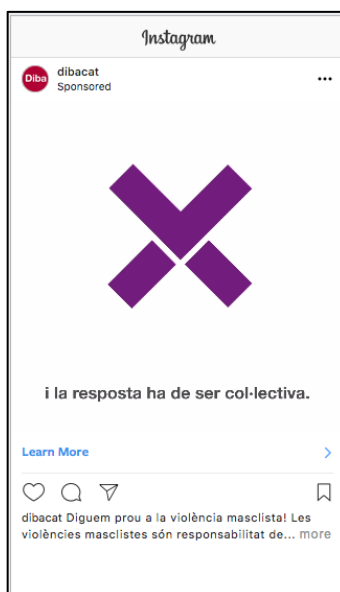 Instagram
Diba
dibacat
Sponsored
i la resposta ha de ser col·lectiva.
Learn More
dibacat Diguem prou a la violència masclista! Les
violències masclistes són responsabilitat de... more